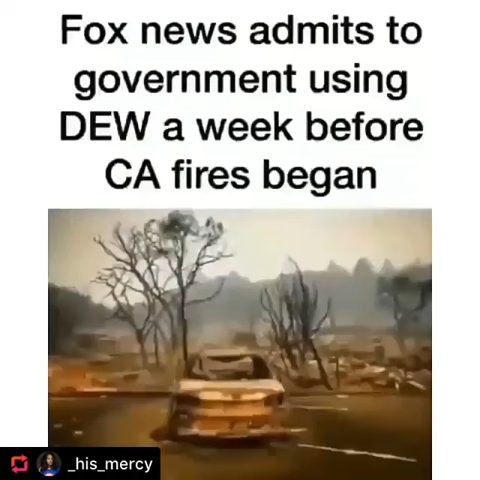 Fox news admits to
government using
DEW a week before
CA fires began
_his_mercy